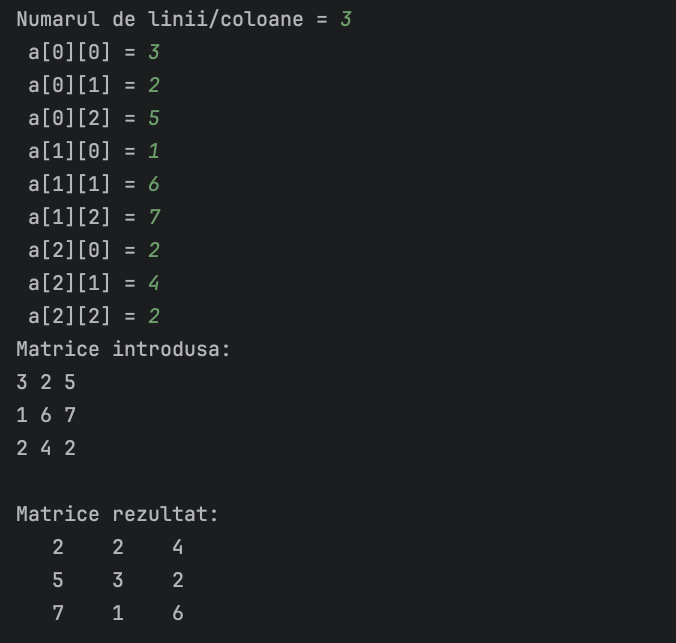 Numarul de linii/coloane = 3
a[0][0] = 3
a[0][1] = 2
a[0][2] = 5
a[1][0] = 1
a[1][1] = 6
a[1][2] = 7
a[2][0] = 2
a[2][1] = 4
a[2][2] = 2
Matrice introdusa:
3 2 5
1 6 7
2 4 2
Matrice rezultat:
2 2 4
5 3 2
7 1 6